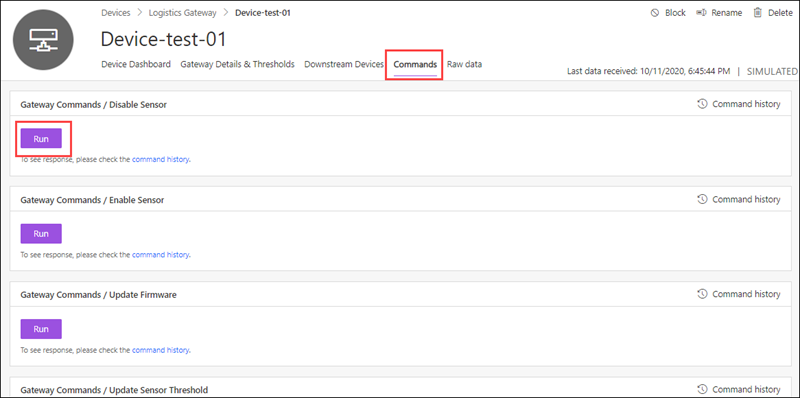 Devices > Logistics Gateway > Device-test-01
Block Rename Delete
Device-test-01
Device Dashboard Gateway Details & Thresholds Downstream Devices Commands Raw data
Last data received: 10/11/2020, 6:45:44 PM | SIMULATED
Gateway Commands / Disable Sensor Command history
Run
To see response, please check the command history.
Gateway Commands / Enable Sensor Command history
Run
To see response, please check the command history.
Gateway Commands / Update Firmware Command history
Run
To see response, please check the command history.
Gateway Commands / Update Sensor Threshold Command history